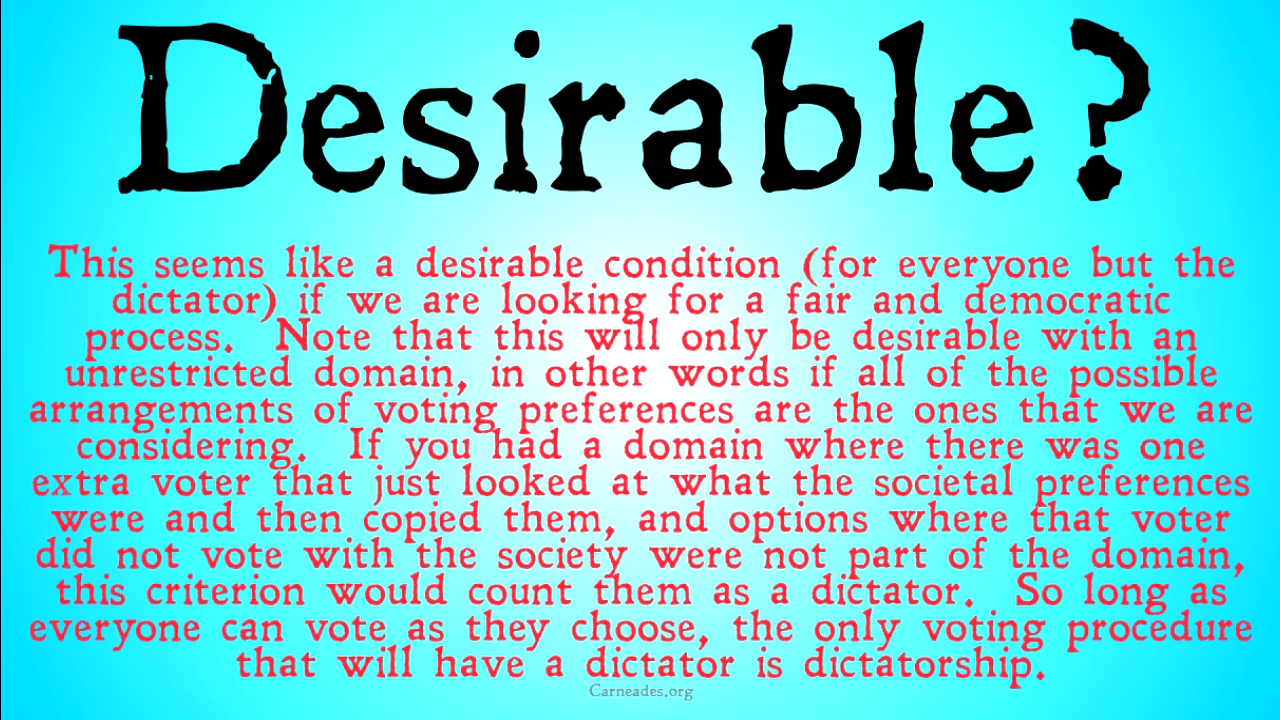 Desirable?
This seems like a desirable condition (for everyone but the
dictator) if we are looking for a fair and democratic
process.  Note that this will only be desirable with an
unrestricted domain, in other words if all of the possible
arrangements of voting preferences are the ones that we are
considering.  If you had a domain where there was one
extra voter that just looked at what the societal preferences
were and then copied them, and options where that voter
did not vote with the society were not part of the domain,
this criterion would count them as a dictator.  So long as
everyone can vote as they choose, the only voting procedure
that will have a dictator is dictatorship.
Carneades.org